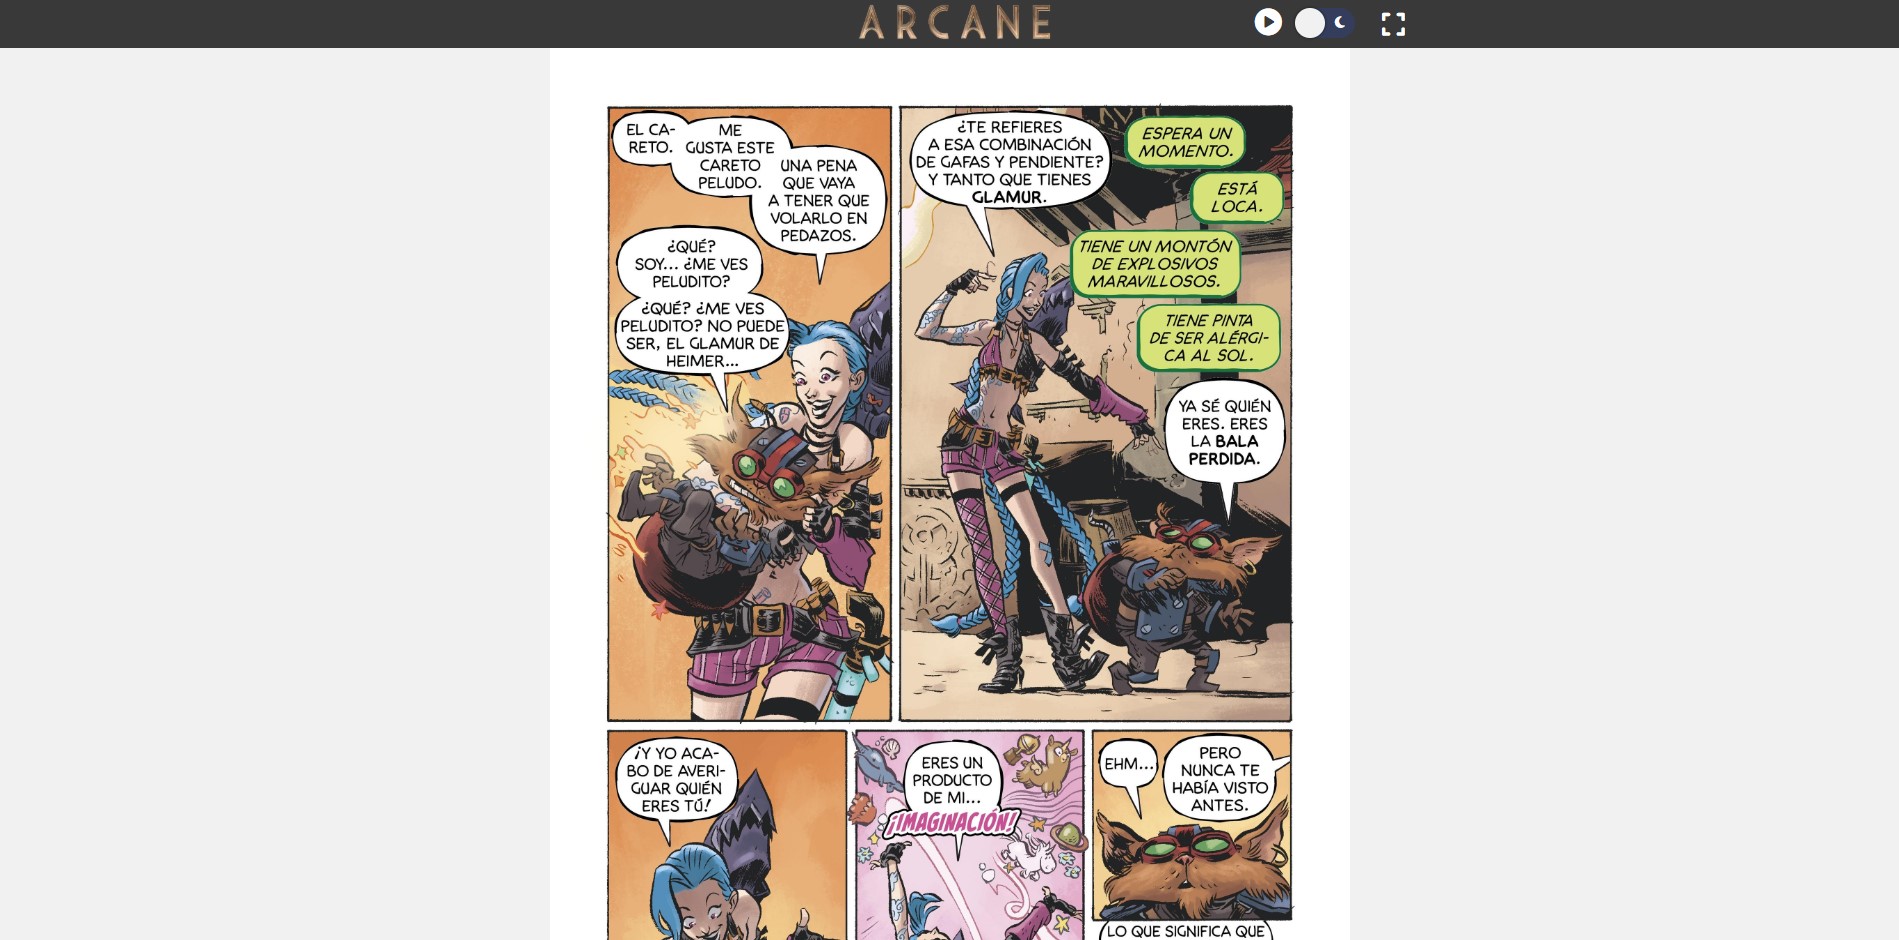 ARCANE
EL CA-
RETO.
ME
GUSTA ESTE
CARETO
PELUDO.
UNA PENA
QUE VAYA
A TENER QUE
VOLARLO EN
PEDAZOS.
¿QUÉ?
SOY... ¿ME VES
PELUDITO?
¿QUÉ? ¿ME VES
PELUDITO? NO PUEDE
SER, EL GLAMUR DE
HEIMER...
¿TE REFIERES
A ESA COMBINACIÓN
DE GAFAS Y PENDIENTE?
Y TANTO QUE TIENES
GLAMUR.
ESPERA UN
MOMENTO.
ESTÁ
LOCA.
TIENE UN MONTÓN
DE EXPLOSIVOS
MARAVILLOSOS.
TIENE PINTA
DE SER ALÉRGI-
CA AL SOL.
YA SÉ QUIÉN
ERES. ERES
LA BALA
PERDIDA.
¡Y YO ACA-
BO DE AVERI-
GUAR QUIÉN
ERES TÚ!
ERES UN
PRODUCTO
DE MI...
¡IMAGINACIÓN!
EHM...
PERO
NUNCA TE
HABÍA VISTO
ANTES.
LO QUE SIGNIFICA QUE